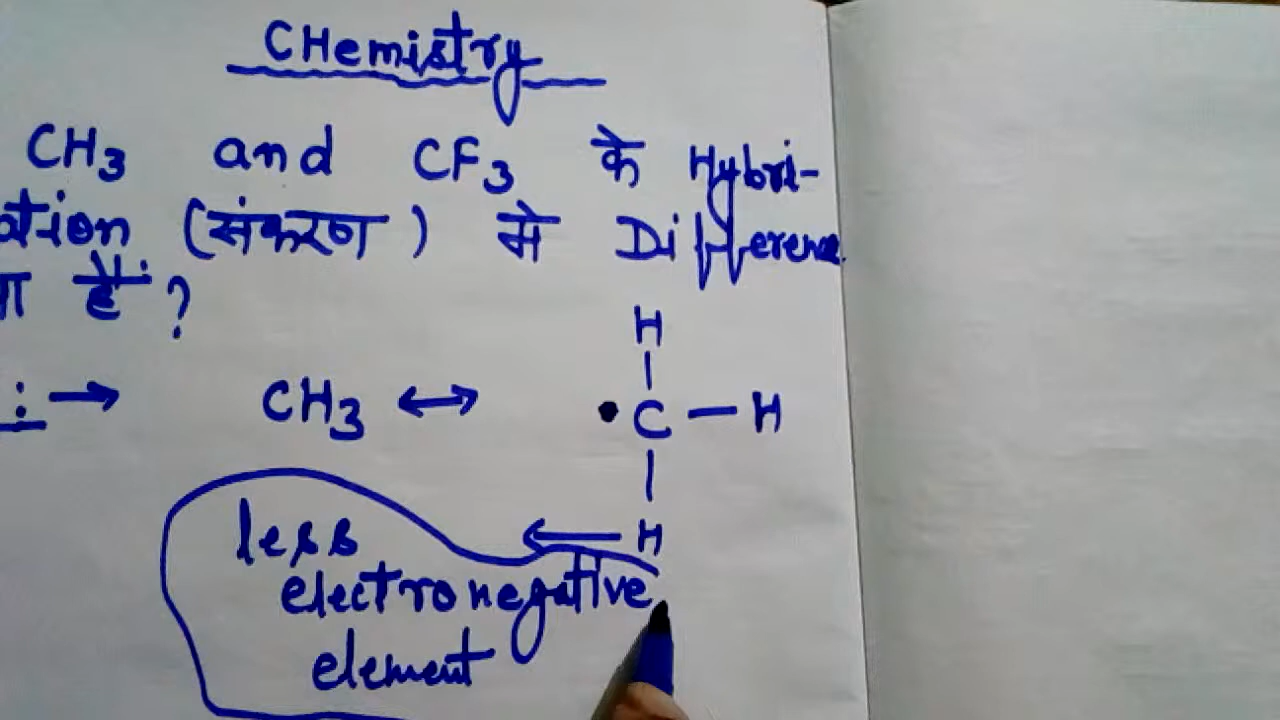 CHemistry
CH3 and CF3 के Hybri-
ation (संकरण) मे Difference
है ?
: → CH3 ↔
H
• C — H
H
less
electronegative
element